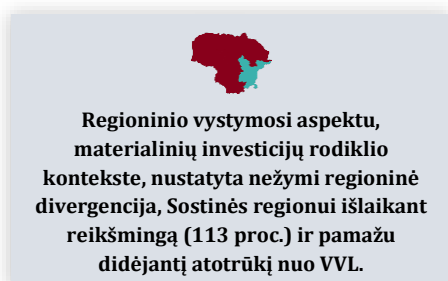 Regioninio vystymosi aspektu,
materialinių investicijų rodiklio
kontekste, nustatyta nežymi regioninė
divergencija, Sostinės regionui išlaikant
reikšmingą (113 proc.) ir pamažu
didėjantį atotrūkį nuo VVL.